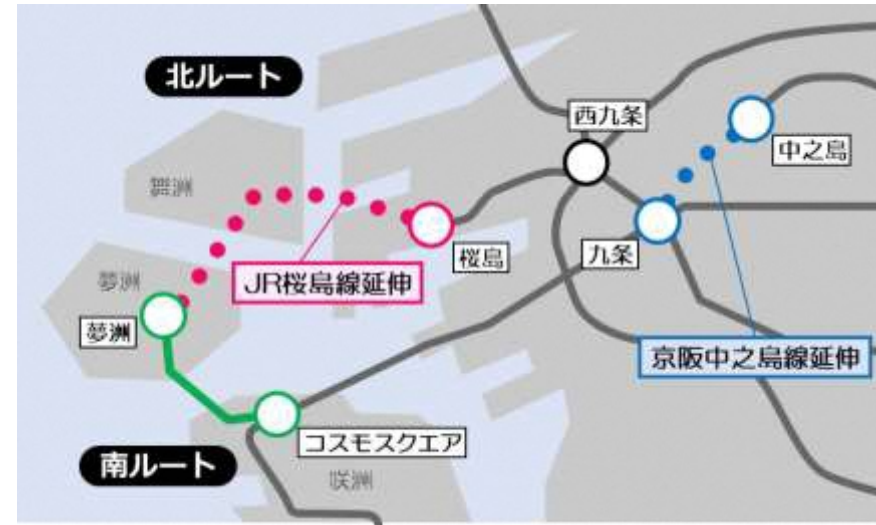 北ルート
西九条
中之島
舞洲
桜島
九条
夢洲
JR桜島線延伸
夢洲
京阪中之島線延伸
コスモスクエア
南ルート
咲洲